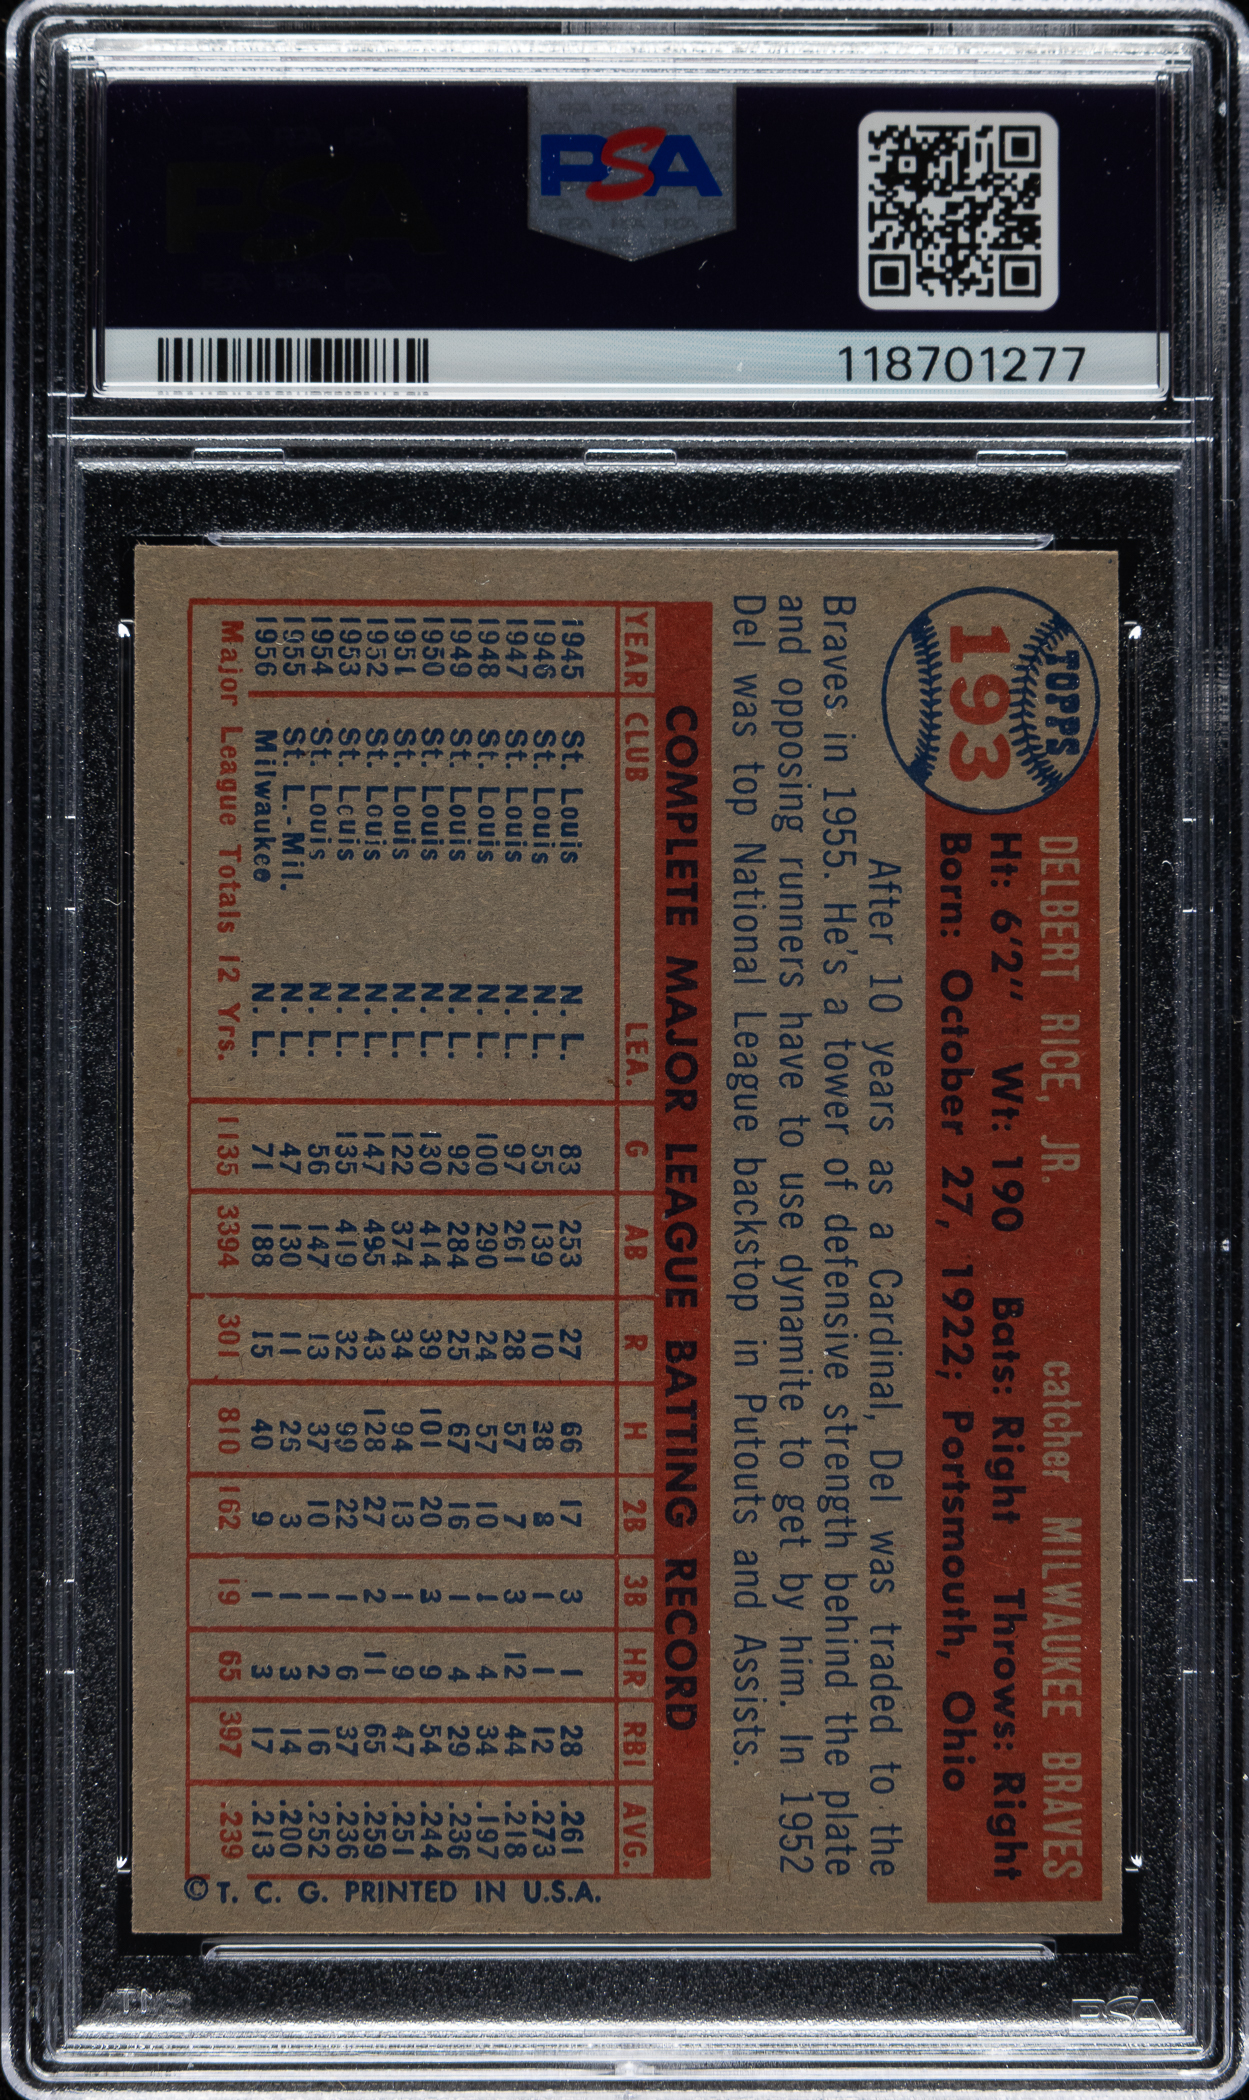 PSA
118701277
TOPPS
193
DELBERT RICE, JR. catcher MILWAUKEE BRAVES
Ht: 6'2" Wt: 190 Bats: Right Throws: Right
Born: October 27, 1922; Portsmouth, Ohio
After 10 years as a Cardinal, Del was traded to the
Braves in 1955. He's a tower of defensive strength behind the plate
and opposing runners have to use dynamite to get by him. In 1952
Del was top National League backstop in Putouts and Assists.
COMPLETE MAJOR LEAGUE BATTING RECORD
YEAR CLUB LEA. G AB R H 2B 3B HR RBI AVG.
1945 St. Louis N. L. 83 253 27 66 17 3 1 28 .261
1946 St. Louis N. L. 55 139 10 38 8 1 1 12 .273
1947 St. Louis N. L. 97 261 28 57 7 3 12 44 .218
1948 St. Louis N. L. 100 290 24 57 10 1 4 34 .197
1949 St. Louis N. L. 92 284 25 67 16 1 4 29 .236
1950 St. Louis N. L. 130 414 39 101 20 3 9 54 .244
1951 St. Louis N. L. 122 374 34 94 13 1 9 47 .251
1952 St. Louis N. L. 147 495 43 128 27 2 11 65 .259
1953 St. Louis N. L. 135 419 32 99 22 1 6 37 .236
1954 St. Louis N. L. 56 147 13 37 10 1 2 16 .252
1955 St. L.-Mil. N. L. 47 130 11 26 3 1 3 14 .200
1956 Milwaukee N. L. 71 188 15 40 9 1 3 17 .213
Major League Totals 12 Yrs. 1135 3394 301 810 162 19 65 397 .239
© T. C. G. PRINTED IN U.S.A.
PSA